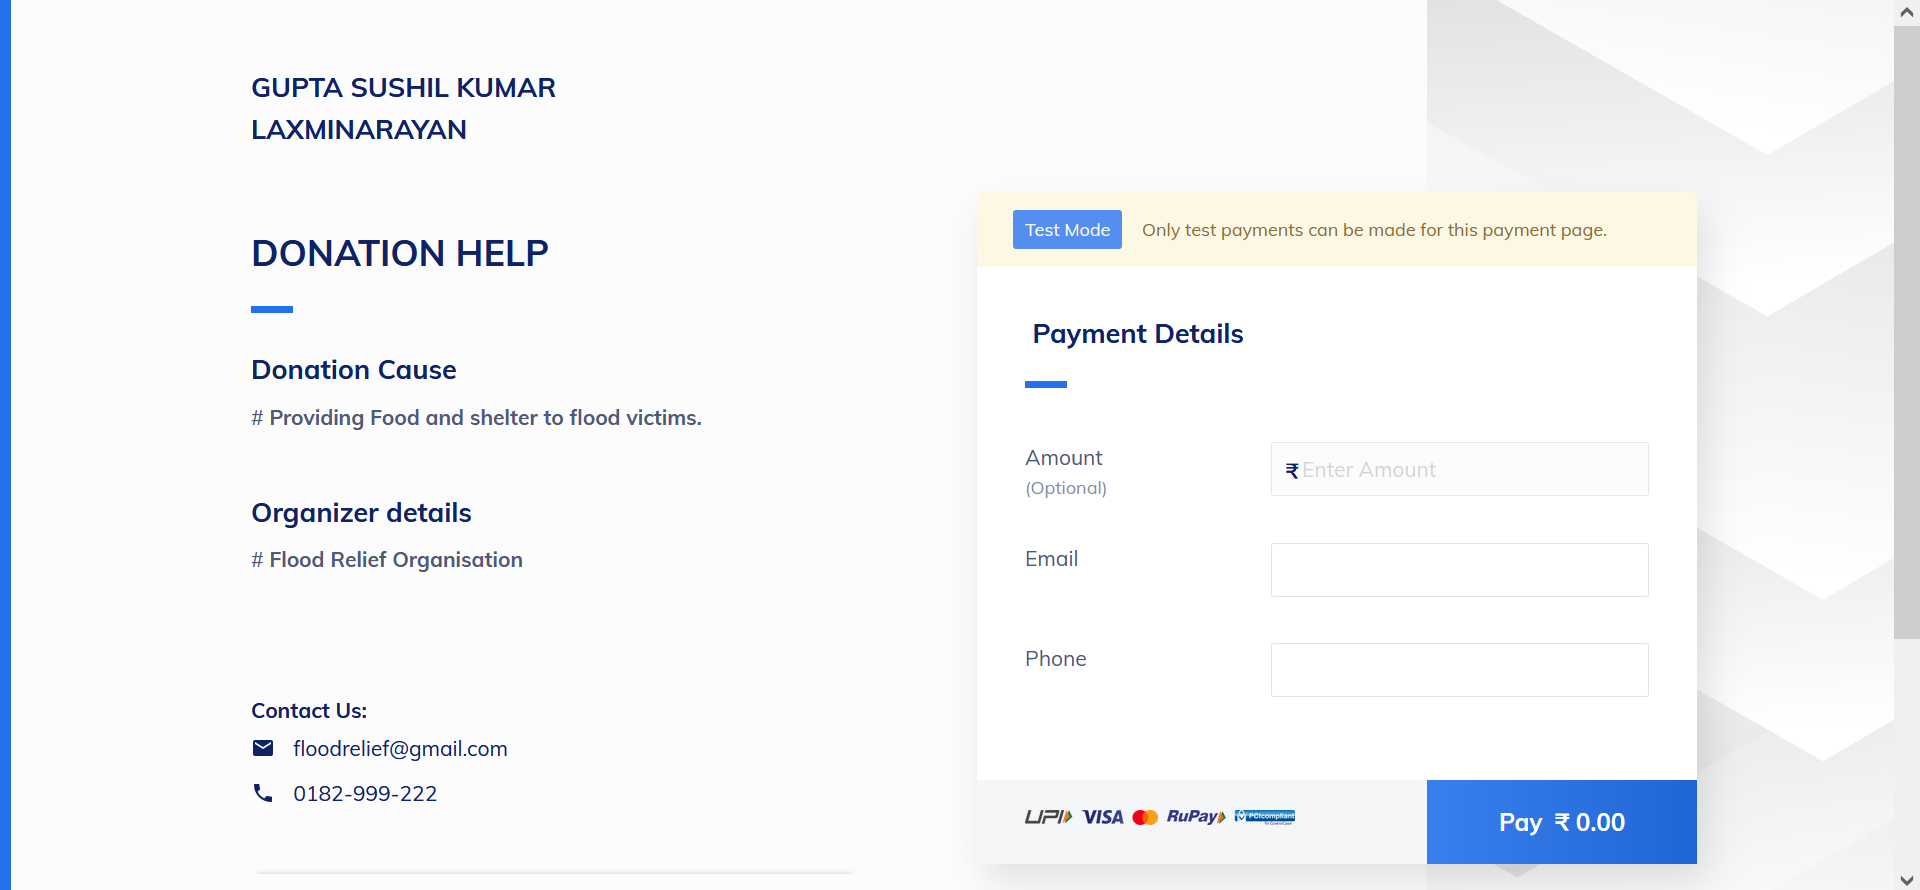 GUPTA SUSHIL KUMAR
LAXMINARAYAN
DONATION HELP
Donation Cause
# Providing Food and shelter to flood victims.
Organizer details
# Flood Relief Organisation
Contact Us:
floodrelief@gmail.com
0182-999-222
Test Mode Only test payments can be made for this payment page.
Payment Details
Amount
(Optional)
₹ Enter Amount
Email
Phone
UPI VISA RuPay PCI compliant
Pay ₹ 0.00